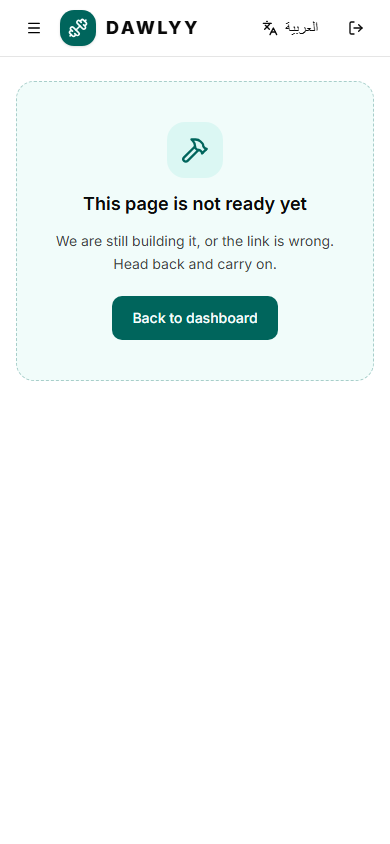 DAWLYY
العربية
This page is not ready yet
We are still building it, or the link is wrong.
Head back and carry on.
Back to dashboard